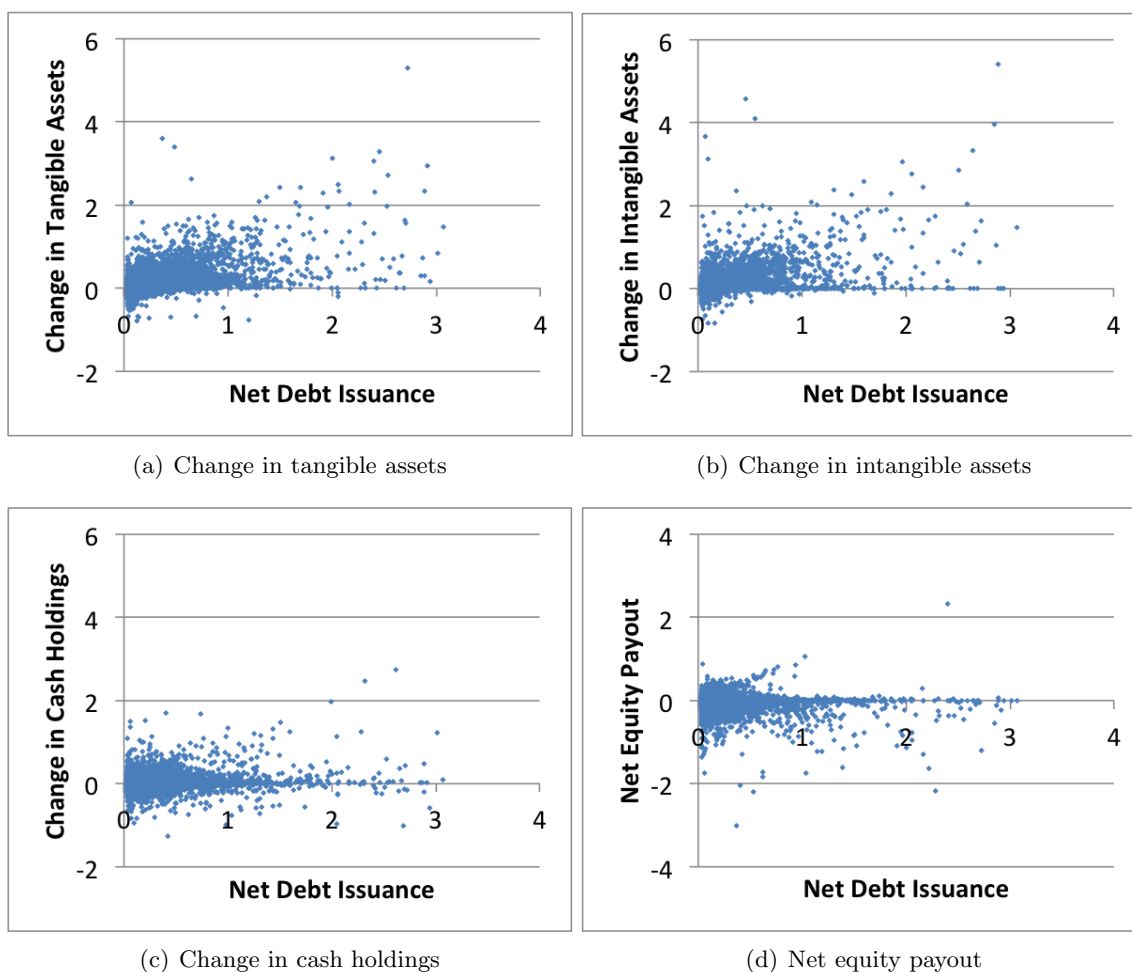 6
4
2
0
-2
0 1 2 3 4
Change in Tangible Assets
Net Debt Issuance
(a) Change in tangible assets
6
4
2
0
-2
0 1 2 3 4
Change in Intangible Assets
Net Debt Issuance
(b) Change in intangible assets
6
4
2
0
-2
0 1 2 3 4
Change in Cash Holdings
Net Debt Issuance
(c) Change in cash holdings
4
2
0
-2
-4
0 1 2 3 4
Net Equity Payout
Net Debt Issuance
(d) Net equity payout